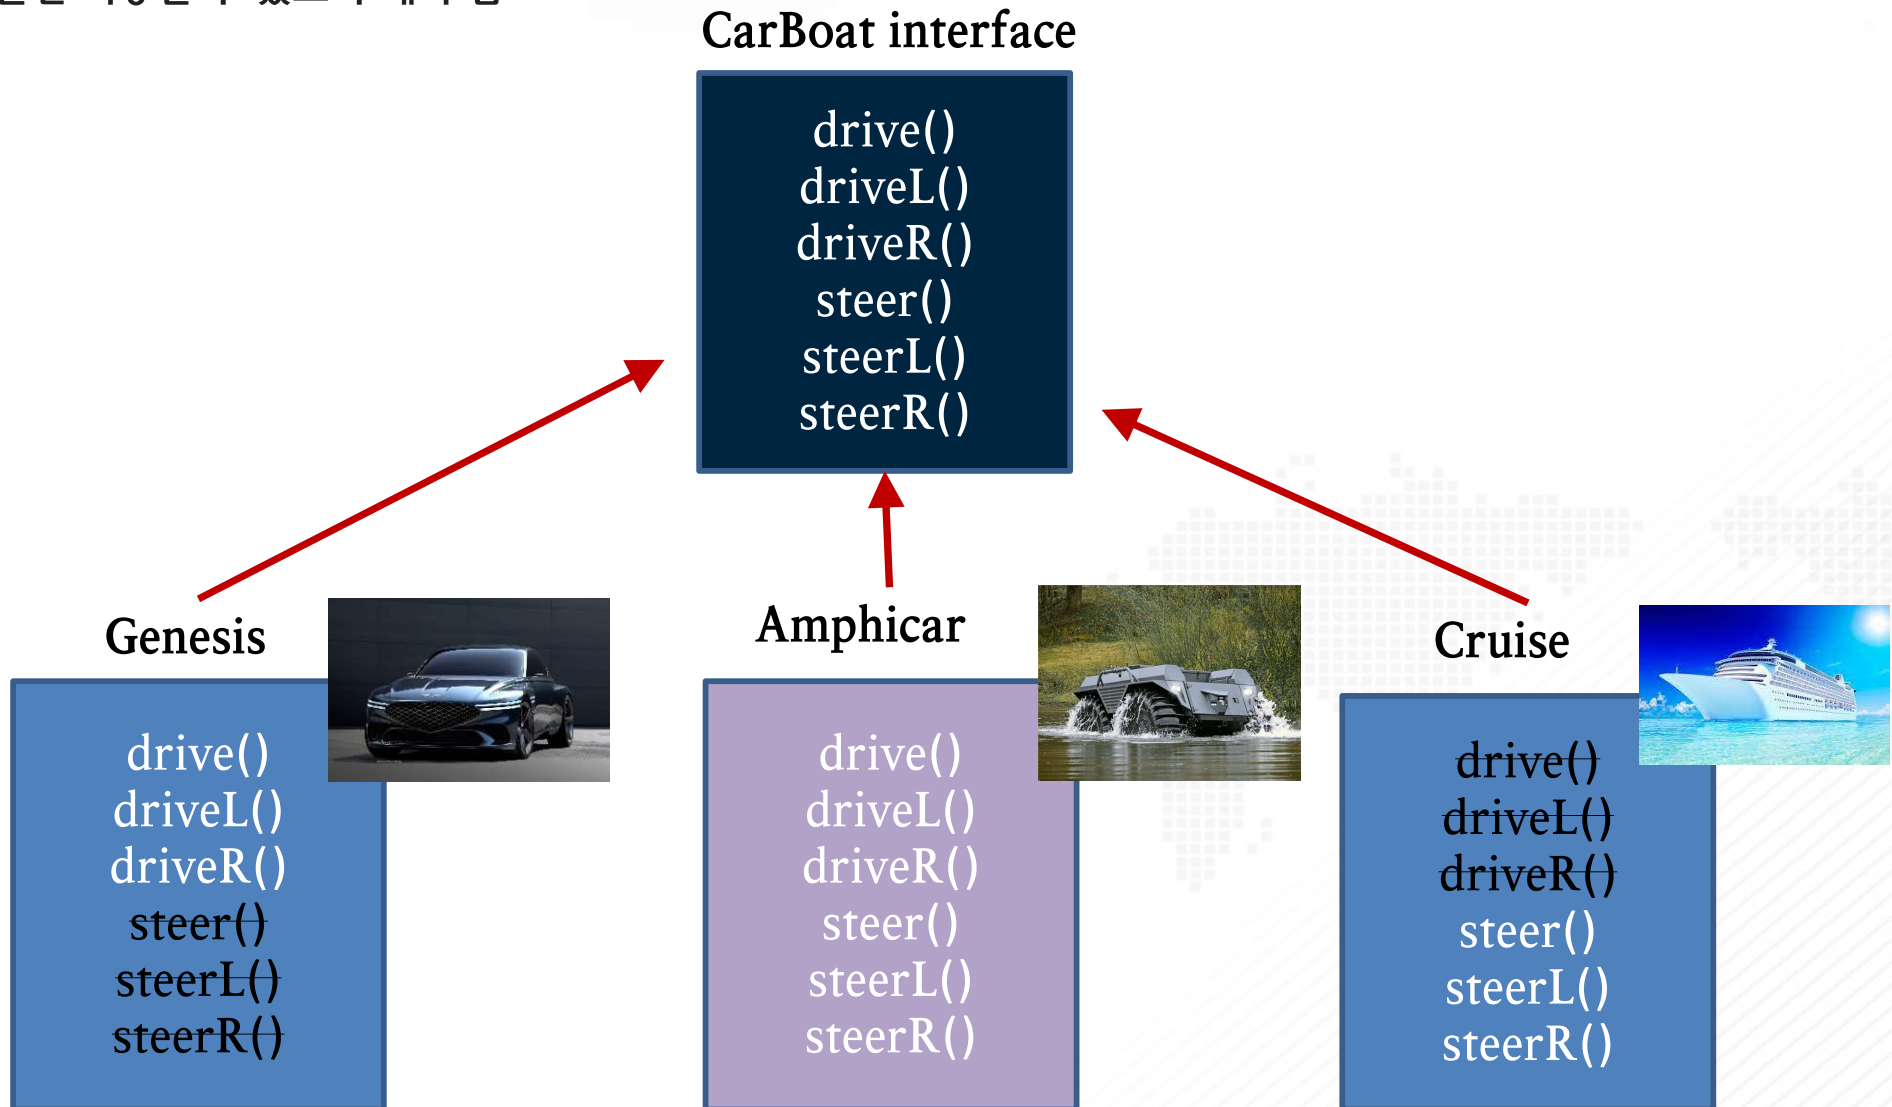 CarBoat interface
drive()
driveL()
driveR()
steer()
steerL()
steerR()
Genesis
drive()
driveL()
driveR()
steer()
steerL()
steerR()
Amphicar
drive()
driveL()
driveR()
steer()
steerL()
steerR()
Cruise
drive()
driveL()
driveR()
steer()
steerL()
steerR()